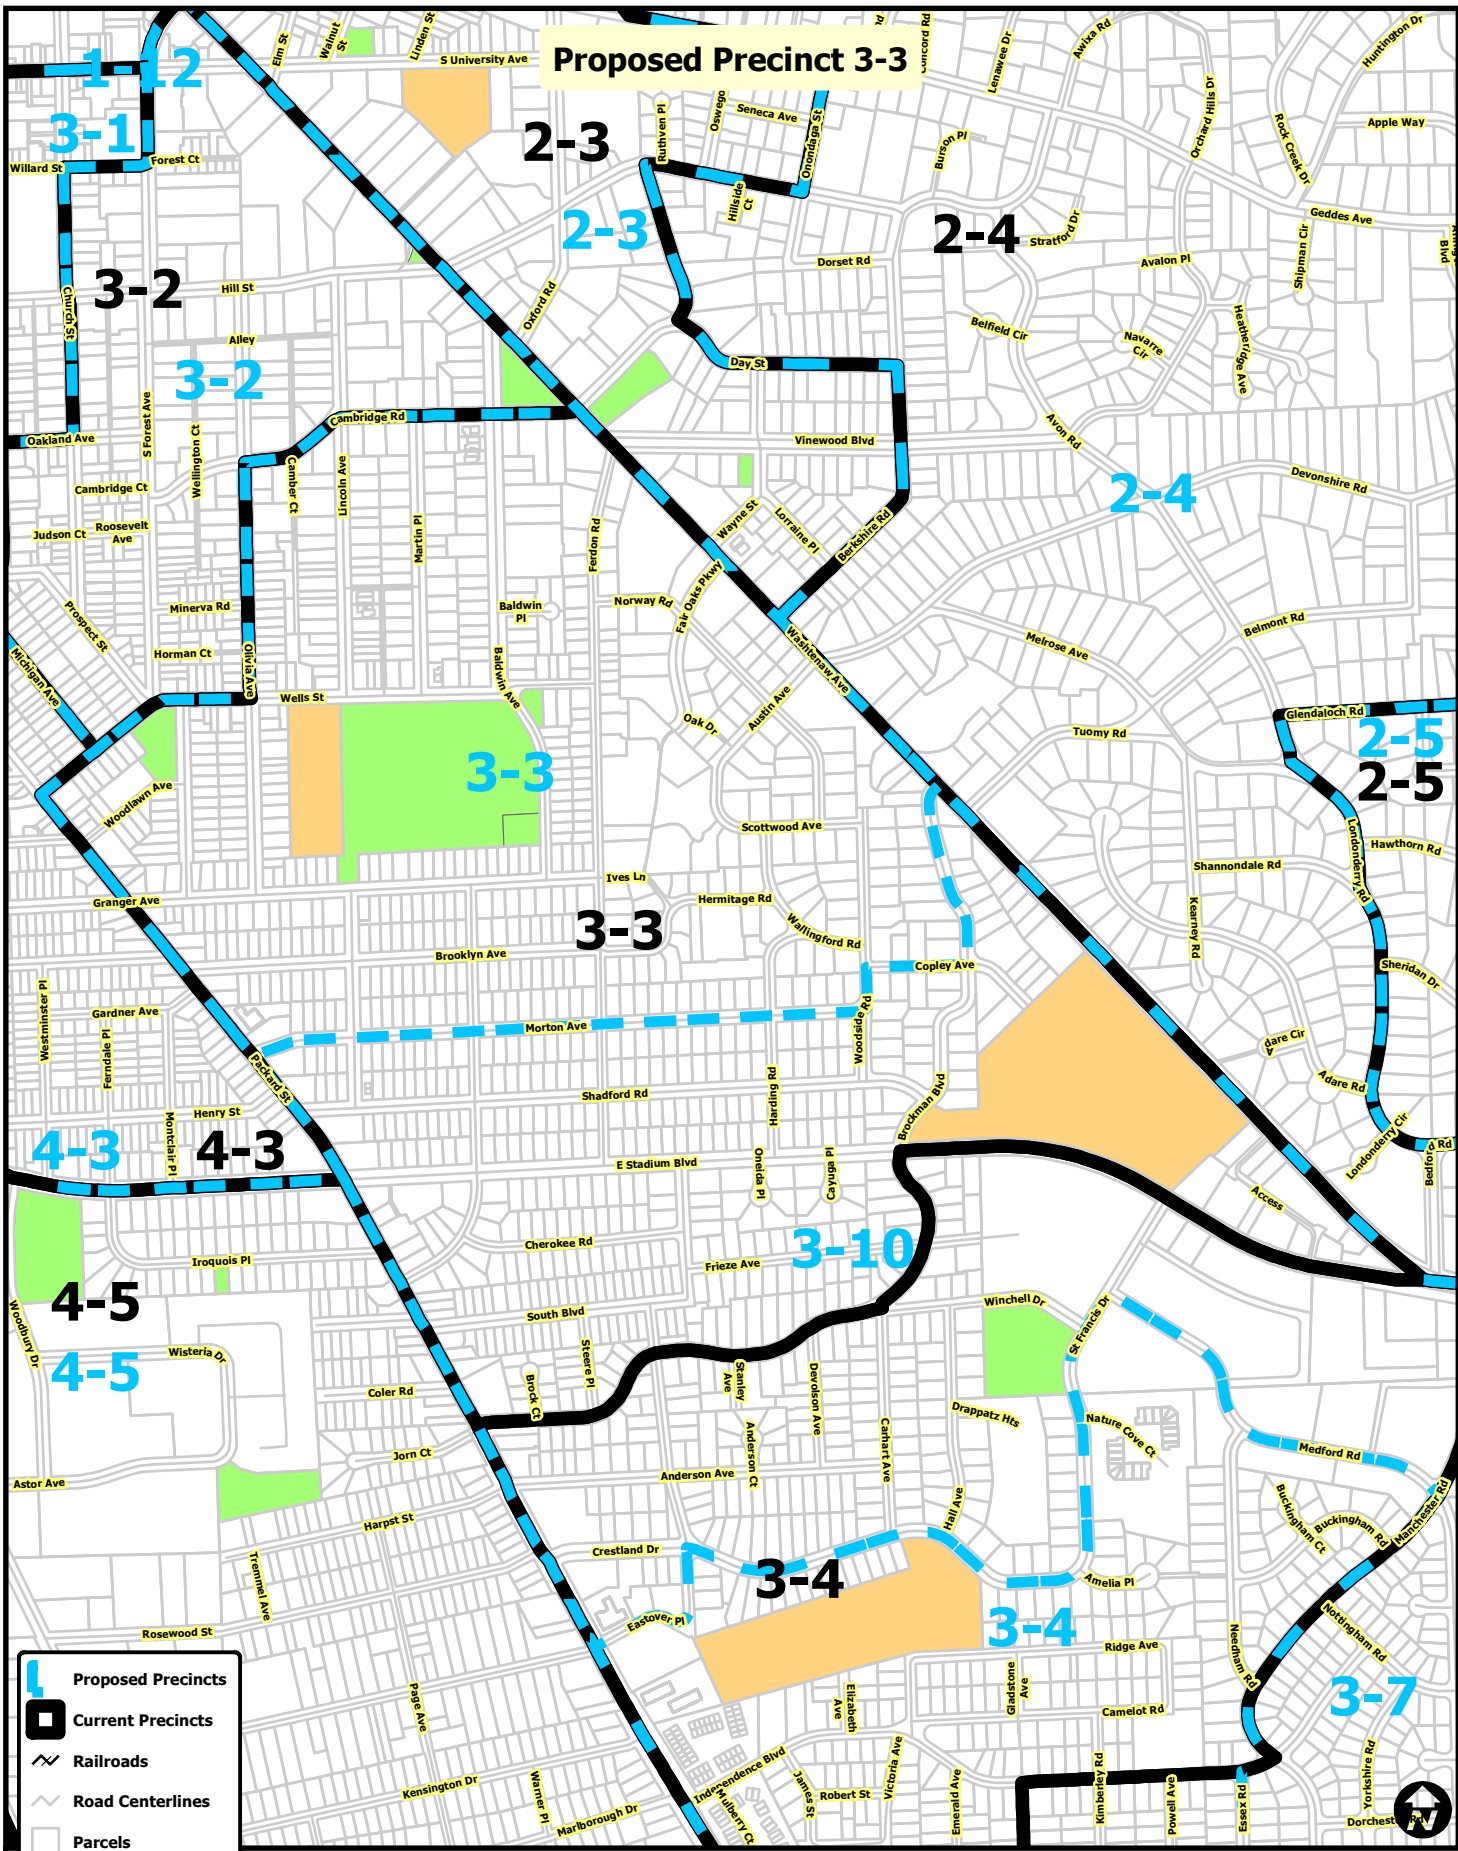 Proposed Precinct 3-3
Elm St
Walnut
St
Linden St
S University Ave
Concord Rd
Lenawee Dr
Awixa Rd
Huntington Dr
1-12
3-1
Willard St
Forest Ct
2-3
Ruthven Pl
Oswego
Seneca Ave
Onondaga St
Burson Pl
Orchard Hills Dr
Rock Creek Dr
Apple Way
2-3
Hillside
Ct
2-4
Stratford Dr
Geddes Ave
Shipman Cir
Blvd
Dorset Rd
Avalon Pl
3-2
Hill St
Church St
Oxford Rd
Alley
3-2
Day St
Belfield Cir
Navarre
Cir
Heatheridge Ave
Cambridge Rd
Oakland Ave
S Forest Ave
Wellington Ct
Vinewood Blvd
Avon Rd
Cambridge Ct
Camber Ct
Lincoln Ave
2-4
Devonshire Rd
Judson Ct
Roosevelt
Ave
Martin Pl
Ferdon Rd
Wayne St
Lorraine Pl
Berkshire Rd
Fair Oaks Pkwy
Minerva Rd
Prospect St
Baldwin
Pl
Norway Rd
Belmont Rd
Michigan Ave
Horman Ct
Olivia Ave
Baldwin Ave
Washtenaw Ave
Melrose Ave
Wells St
Oak Dr
Austin Ave
Tuomy Rd
Glendaloch Rd
2-5
2-5
3-3
Woodlawn Ave
Scottwood Ave
Londonderry Rd
Hawthorn Rd
Shannondale Rd
Granger Ave
Ives Ln
Hermitage Rd
3-3
Wallingford Rd
Kearney Rd
Brooklyn Ave
Copley Ave
Sheridan Dr
Westminster Pl
Gardner Ave
Ferndale Pl
Morton Ave
Woodside Rd
Adare Cir
Packard St
Shadford Rd
Harding Rd
Brockman Blvd
Adare Rd
Henry St
4-3
Montclair Pl
4-3
E Stadium Blvd
Oneida Pl
Cayuga Pl
Londonderry Cir
Bedford Rd
Access
Iroquois Pl
Cherokee Rd
Frieze Ave
3-10
4-5
Woodbury Dr
South Blvd
Winchell Dr
St Francis Dr
4-5
Wisteria Dr
Coler Rd
Steere Pl
Brock Ct
Stanley
Ave
Devolson Ave
Drappatz Hts
Nature Cove Ct
Carhart Ave
Jorn Ct
Anderson Ct
Medford Rd
Astor Ave
Anderson Ave
Manchester Rd
Harpst St
Hall Ave
Buckingham Ct
Buckingham Rd
Tremmel Ave
Crestland Dr
3-4
Amelia Pl
Eastover Pl
3-4
Nottingham Rd
Rosewood St
Ridge Ave
Needham Rd
Page Ave
Elizabeth
Ave
Gladstone
Ave
Camelot Rd
3-7
Proposed Precincts
Current Precincts
Railroads
Road Centerlines
Parcels
Kensington Dr
Warner Pl
Marlborough Dr
Independence Blvd
Mulberry Ct
James St
Robert St
Victoria Ave
Emerald Ave
Kimberley Rd
Powell Ave
Essex Rd
Yorkshire Rd
N